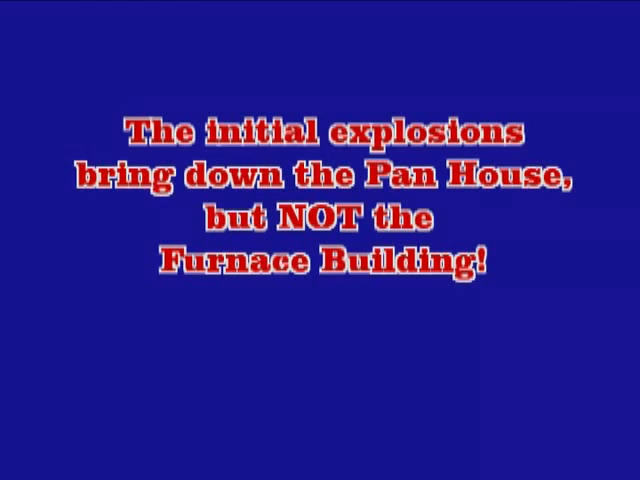 The initial explosions
bring down the Pan House,
but NOT the
Furnace Building!